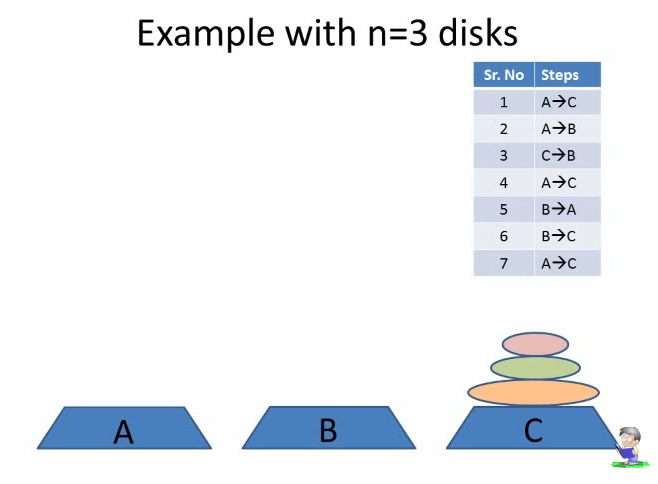 Example with n=3 disks
Sr. No Steps
1 A→C
2 A→B
3 C→B
4 A→C
5 B→A
6 B→C
7 A→C
A B C